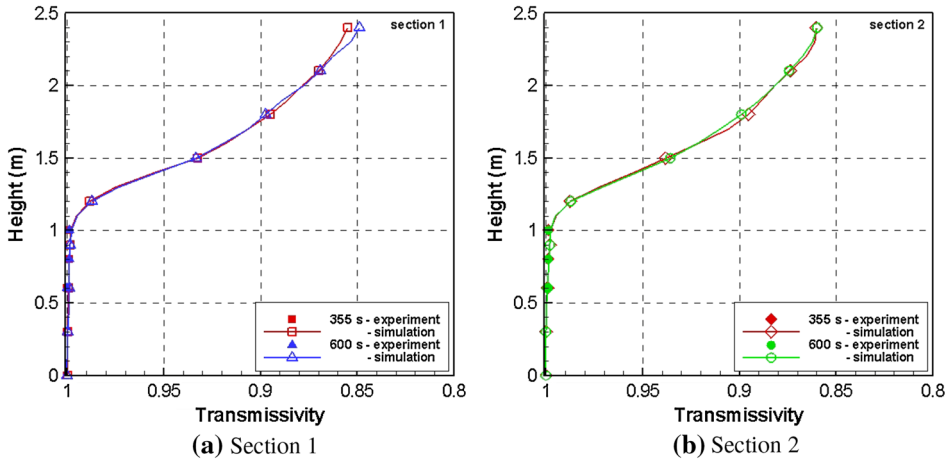 section 1
2.5
2
1.5
1
0.5
0
Height (m)
1
0.95
0.9
0.85
0.8
Transmissivity
355 s - experiment
- simulation
600 s - experiment
- simulation
(a) Section 1
section 2
2.5
2
1.5
1
0.5
0
Height (m)
1
0.95
0.9
0.85
0.8
Transmissivity
355 s - experiment
- simulation
600 s - experiment
- simulation
(b) Section 2